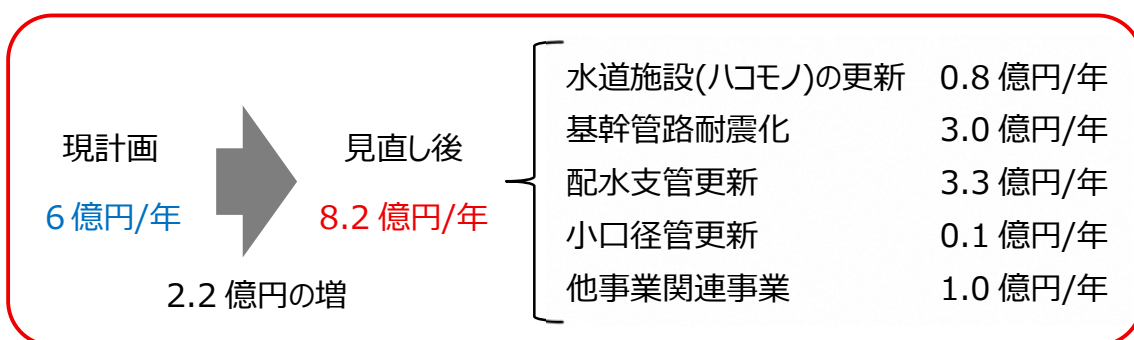 現計画
6億円/年
見直し後
8.2億円/年
2.2億円の増
水道施設(ハコモノ)の更新 0.8億円/年
基幹管路耐震化 3.0億円/年
配水支管更新 3.3億円/年
小口径管更新 0.1億円/年
他事業関連事業 1.0億円/年